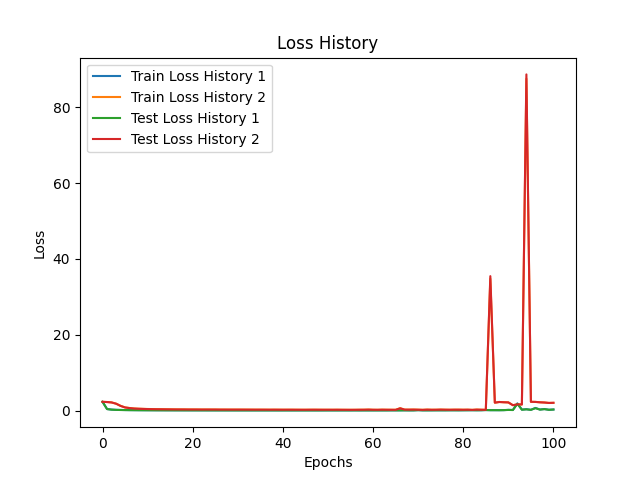 Loss History
Train Loss History 1
Train Loss History 2
Test Loss History 1
Test Loss History 2
80
60
40
20
0
Loss
0 20 40 60 80 100
Epochs